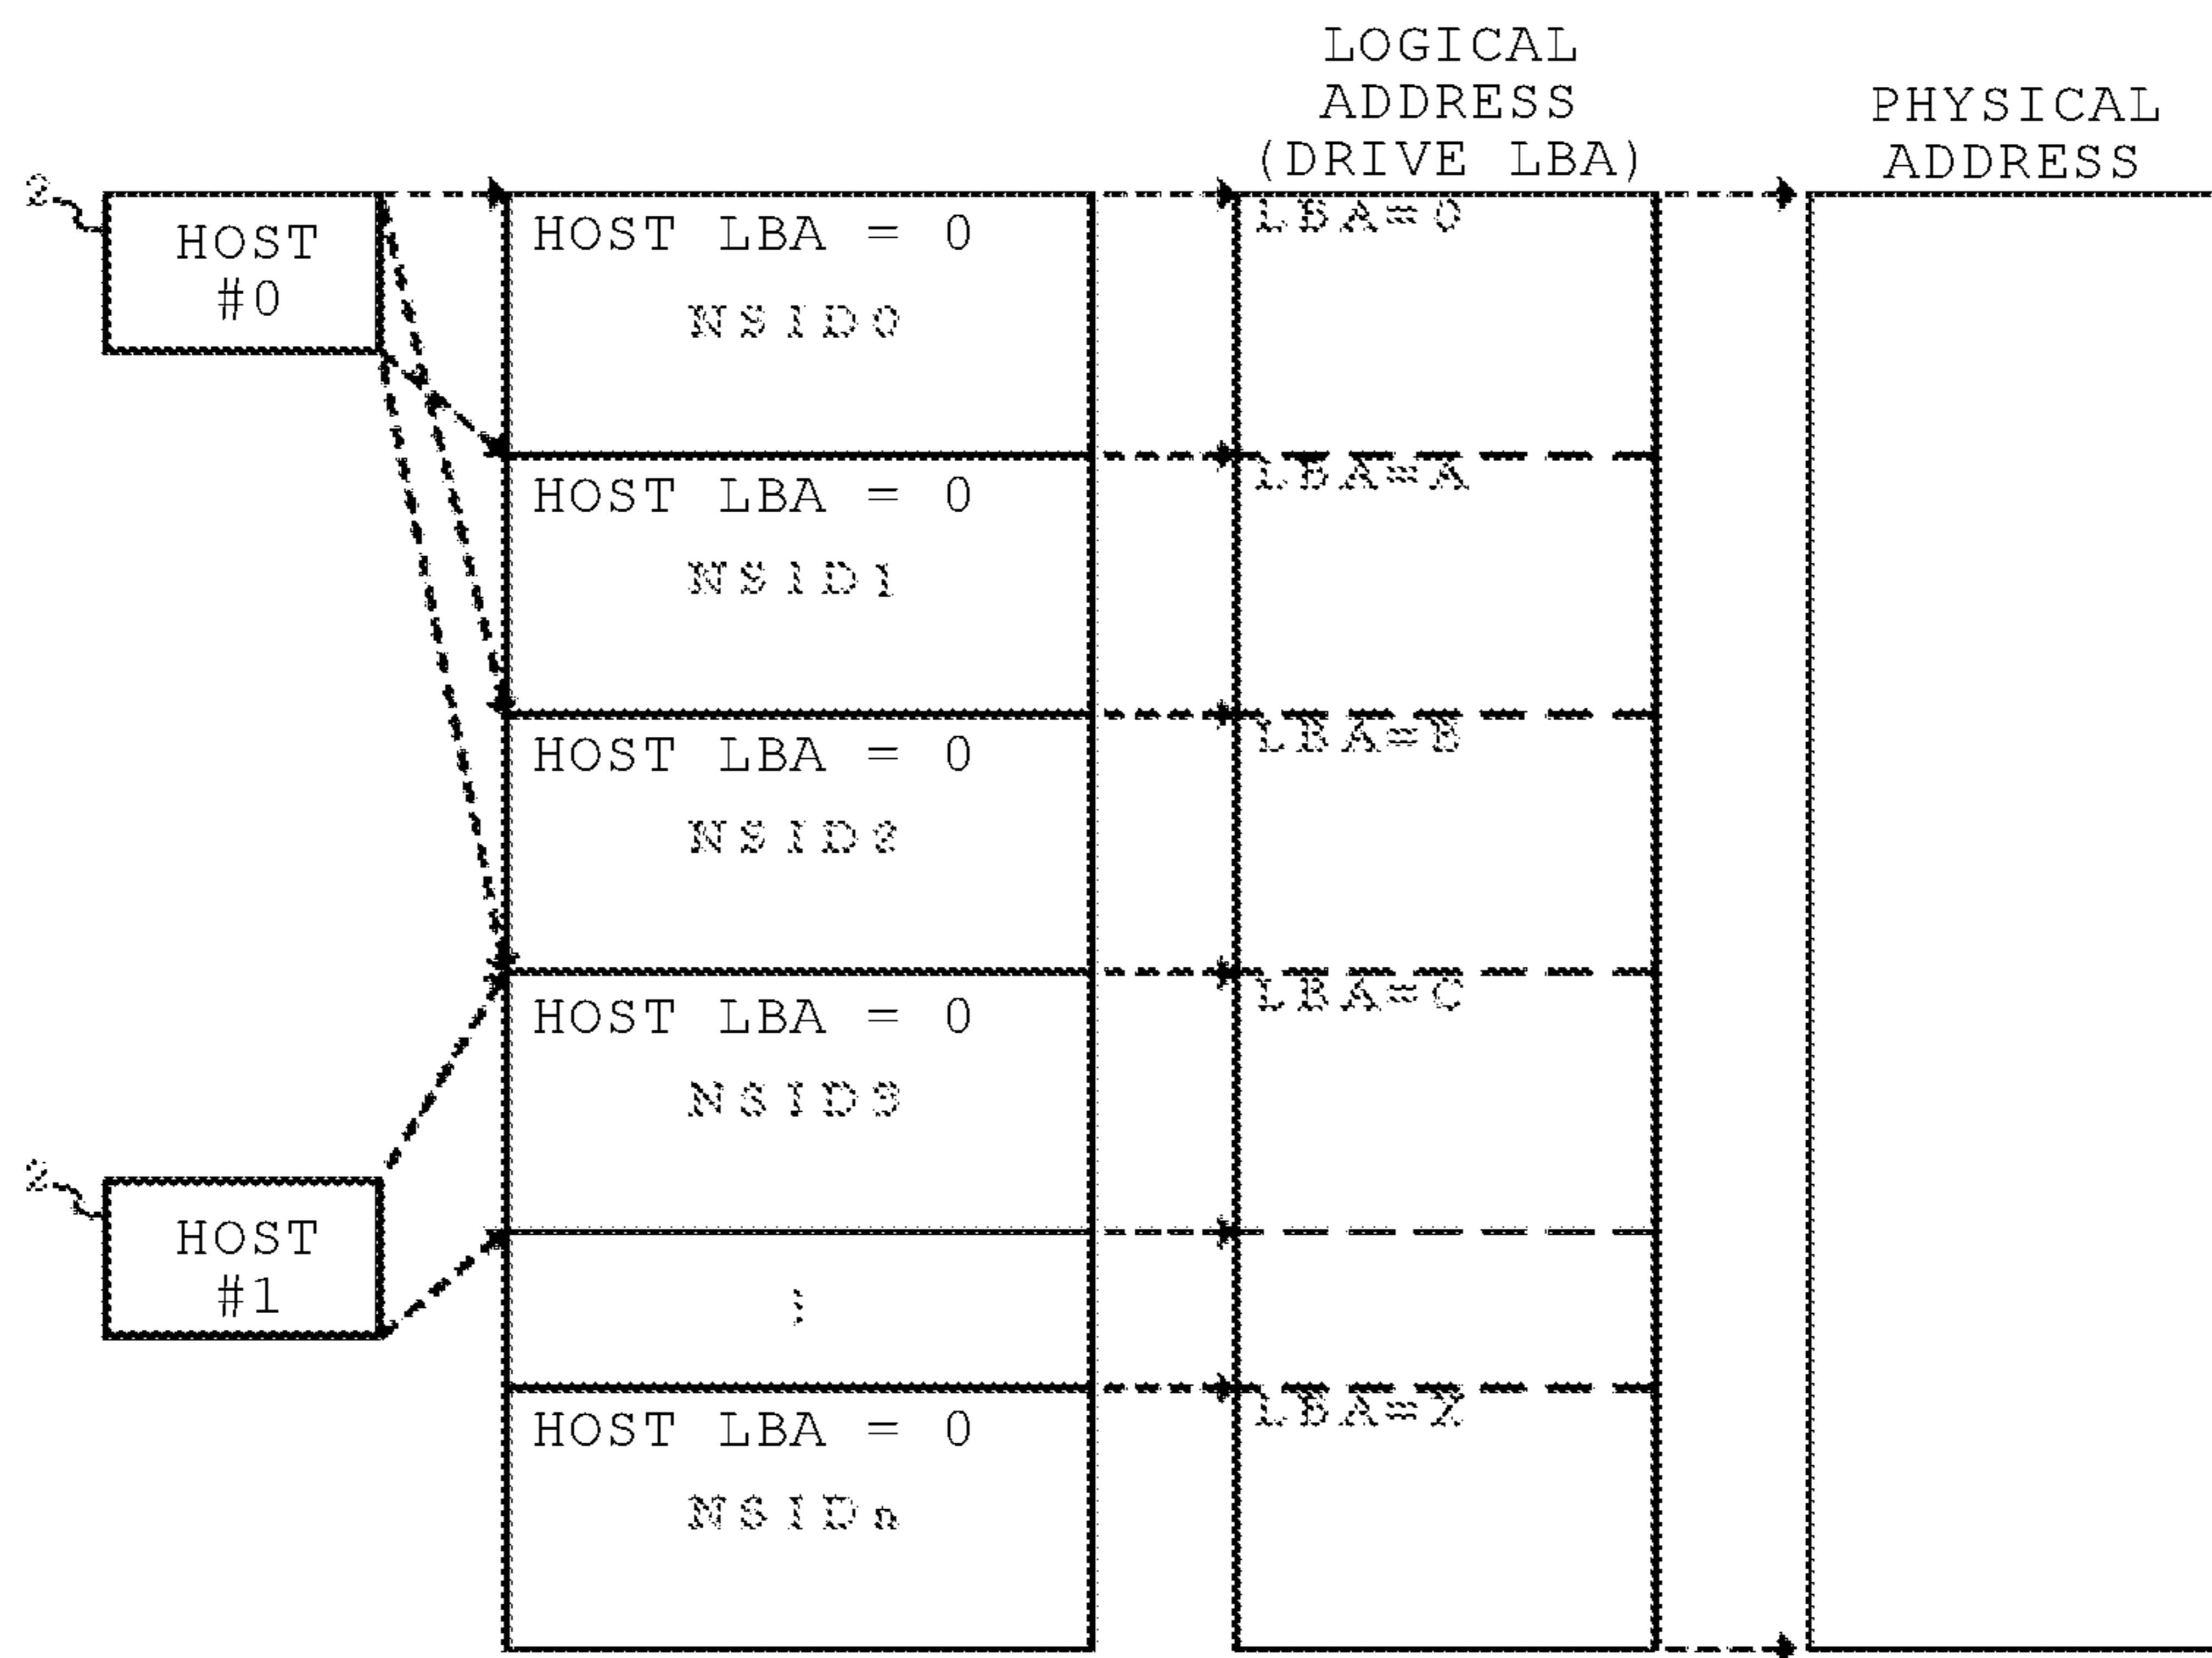 LOGICAL
ADDRESS
(DRIVE LBA)
PHYSICAL
ADDRESS
2
HOST
#0
HOST LBA = 0
NSID0
LBA=0
HOST LBA = 0
NSID1
LBA=A
HOST LBA = 0
NSID2
LBA=B
HOST LBA = 0
NSID3
LBA=C
2
HOST
#1
⋮
HOST LBA = 0
NSIDn
LBA=X